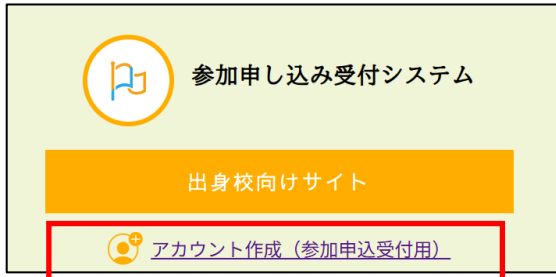 参加申し込み受付システム
出身校向けサイト
アカウント作成（参加申込受付用）